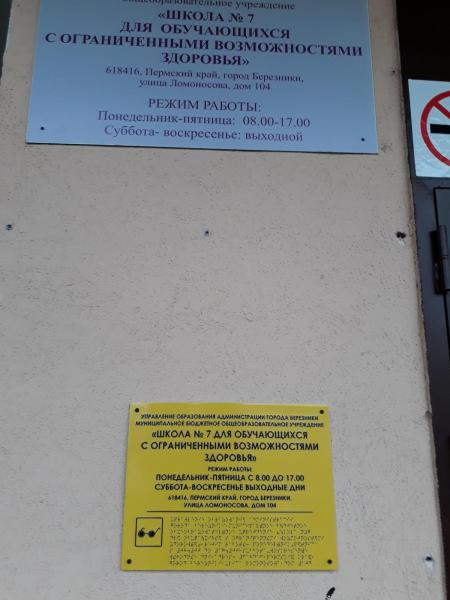 общеобразовательное учреждение
«ШКОЛА № 7
ДЛЯ ОБУЧАЮЩИХСЯ
С ОГРАНИЧЕННЫМИ ВОЗМОЖНОСТЯМИ
ЗДОРОВЬЯ»
618416, Пермский край, город Березники,
улица Ломоносова, дом 104
РЕЖИМ РАБОТЫ:
Понедельник-пятница: 08.00-17.00
Суббота- воскресенье: выходной
УПРАВЛЕНИЕ ОБРАЗОВАНИЯ АДМИНИСТРАЦИИ ГОРОДА БЕРЕЗНИКИ
МУНИЦИПАЛЬНОЕ БЮДЖЕТНОЕ ОБЩЕОБРАЗОВАТЕЛЬНОЕ УЧРЕЖДЕНИЕ
«ШКОЛА № 7 ДЛЯ ОБУЧАЮЩИХСЯ
С ОГРАНИЧЕННЫМИ ВОЗМОЖНОСТЯМИ
ЗДОРОВЬЯ»
РЕЖИМ РАБОТЫ:
ПОНЕДЕЛЬНИК-ПЯТНИЦА С 8.00 ДО 17.00
СУББОТА-ВОСКРЕСЕНЬЕ ВЫХОДНЫЕ ДНИ
618416, ПЕРМСКИЙ КРАЙ, ГОРОД БЕРЕЗНИКИ,
УЛИЦА ЛОМОНОСОВА, ДОМ 104